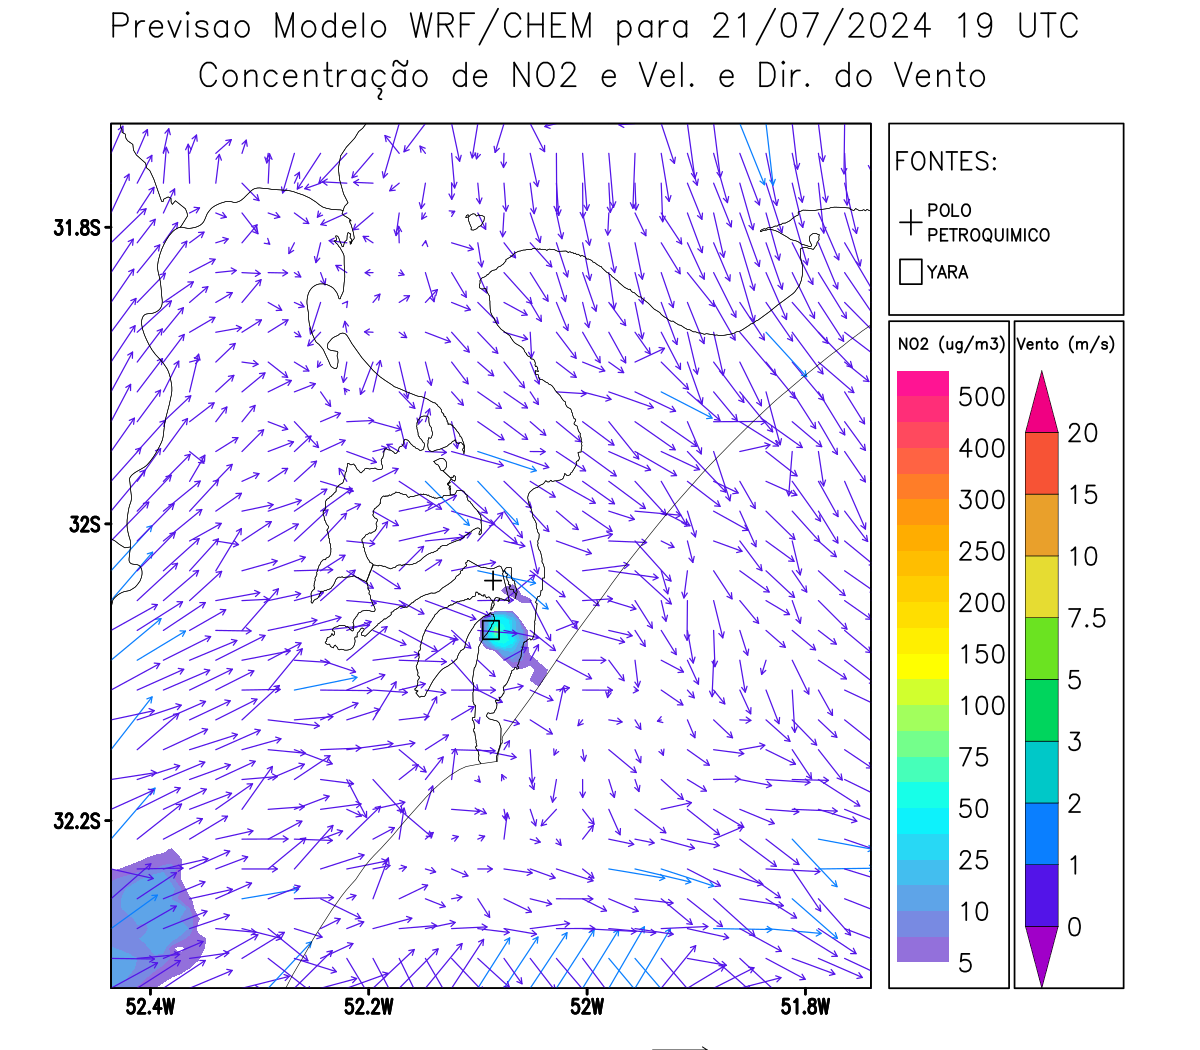 Previsao Modelo WRF/CHEM para 21/07/2024 19 UTC
Concentração de NO2 e Vel. e Dir. do Vento
FONTES:
POLO
PETROQUIMICO
YARA
NO2 (ug/m3)
500
400
300
250
200
150
100
75
50
25
10
5
Vento (m/s)
20
15
10
7.5
5
3
2
1
0
31.8S
32S
32.2S
52.4W
52.2W
52W
51.8W